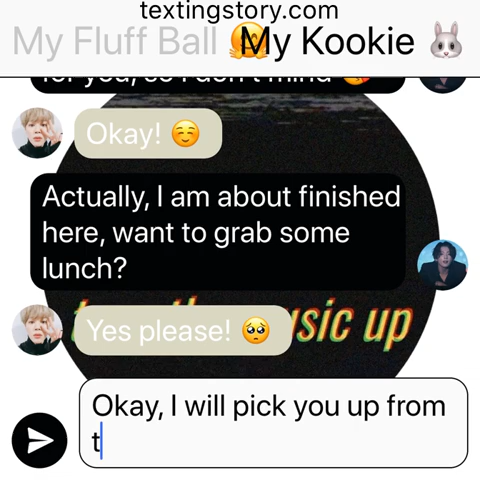 textingstory.com
My Fluff Ball 🤗 My Kookie 🐰
Okay! ☺️
Actually, I am about finished
here, want to grab some
lunch?
Yes please! 🥺
usic up
Okay, I will pick you up from
t